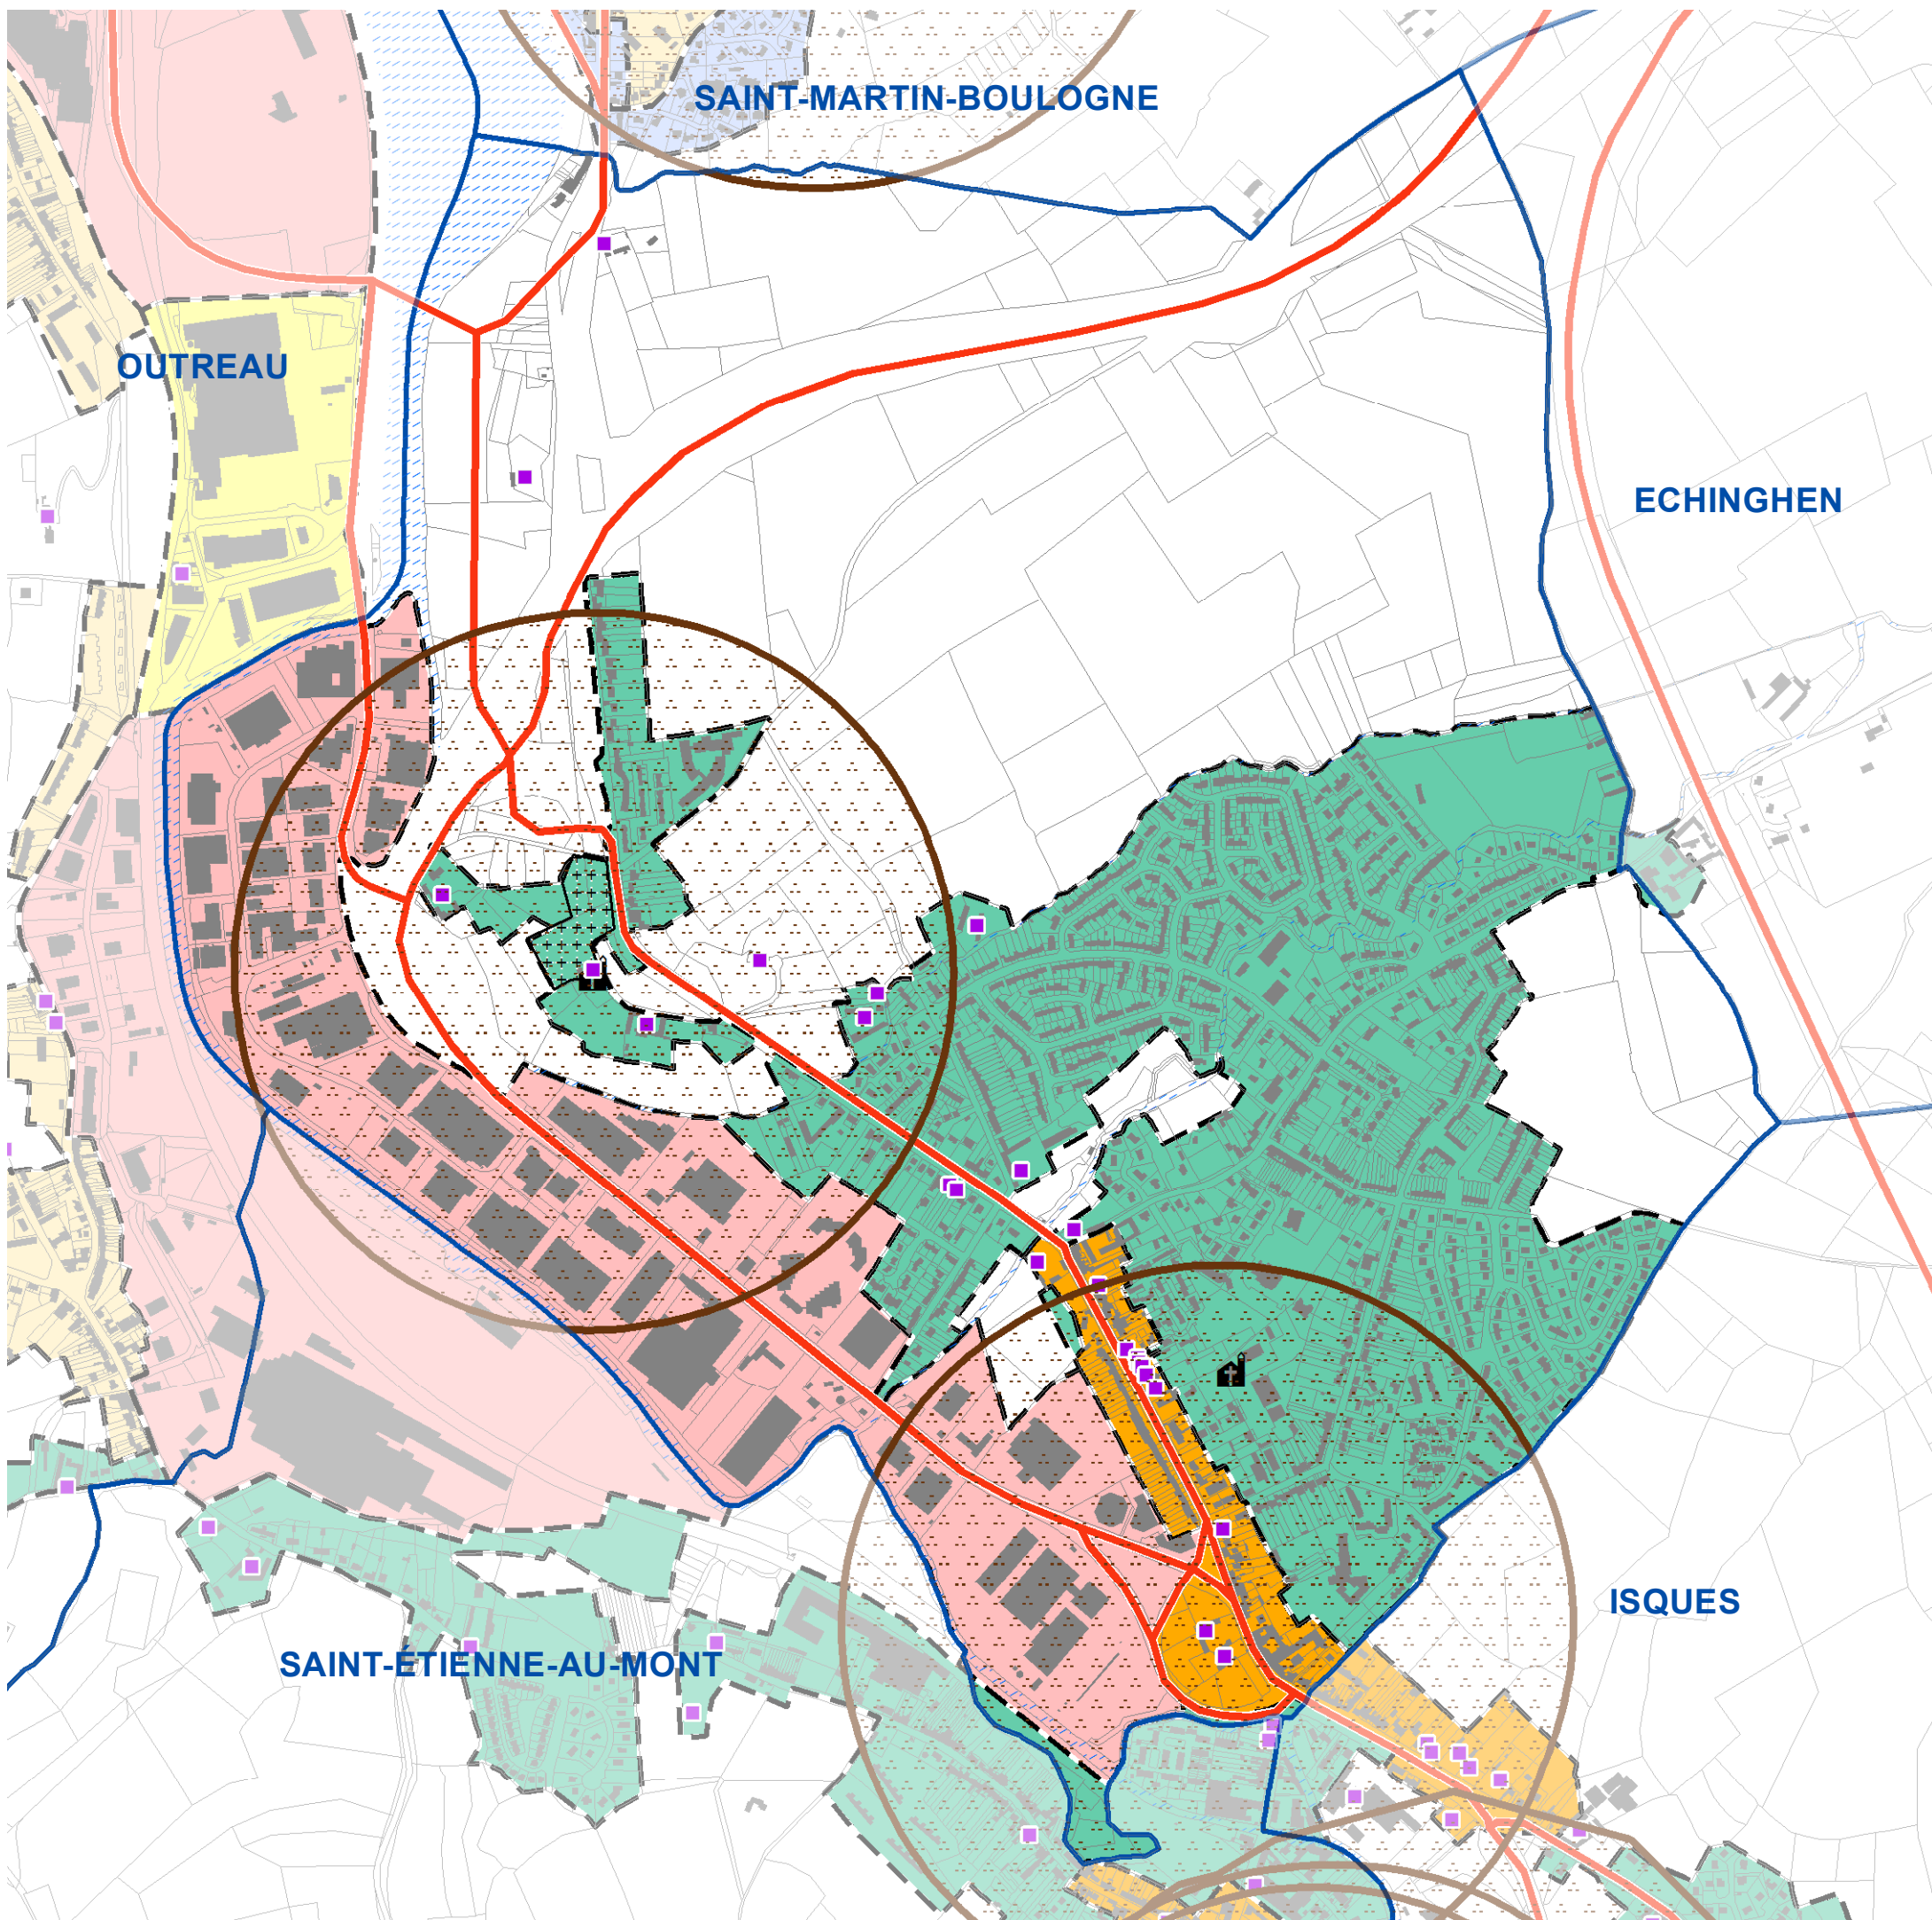 SAINT-MARTIN-BOULOGNE
OUTREAU
ECHINGHEN
ISQUES
SAINT-ÉTIENNE-AU-MONT